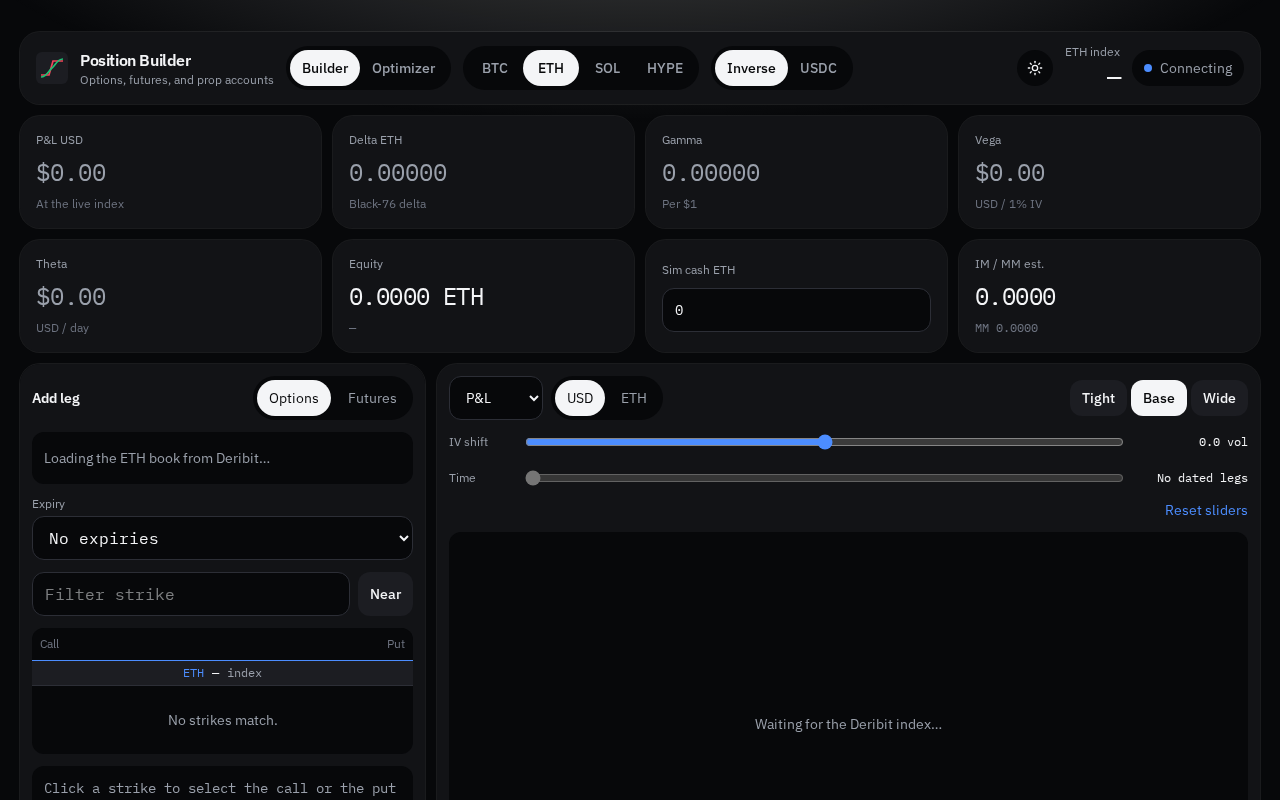 Position Builder
Options, futures, and prop accounts
Builder
Optimizer
BTC
ETH
SOL
HYPE
Inverse
USDC
ETH index
—
Connecting
P&L USD
$0.00
At the live index
Delta ETH
0.00000
Black-76 delta
Gamma
0.00000
Per $1
Vega
$0.00
USD / 1% IV
Theta
$0.00
USD / day
Equity
0.0000 ETH
—
Sim cash ETH
0
IM / MM est.
0.0000
MM 0.0000
Add leg
Options
Futures
Loading the ETH book from Deribit…
Expiry
No expiries
Filter strike
Near
Call
Put
ETH — index
No strikes match.
Click a strike to select the call or the put
P&L
USD
ETH
Tight
Base
Wide
IV shift
0.0 vol
Time
No dated legs
Reset sliders
Waiting for the Deribit index…